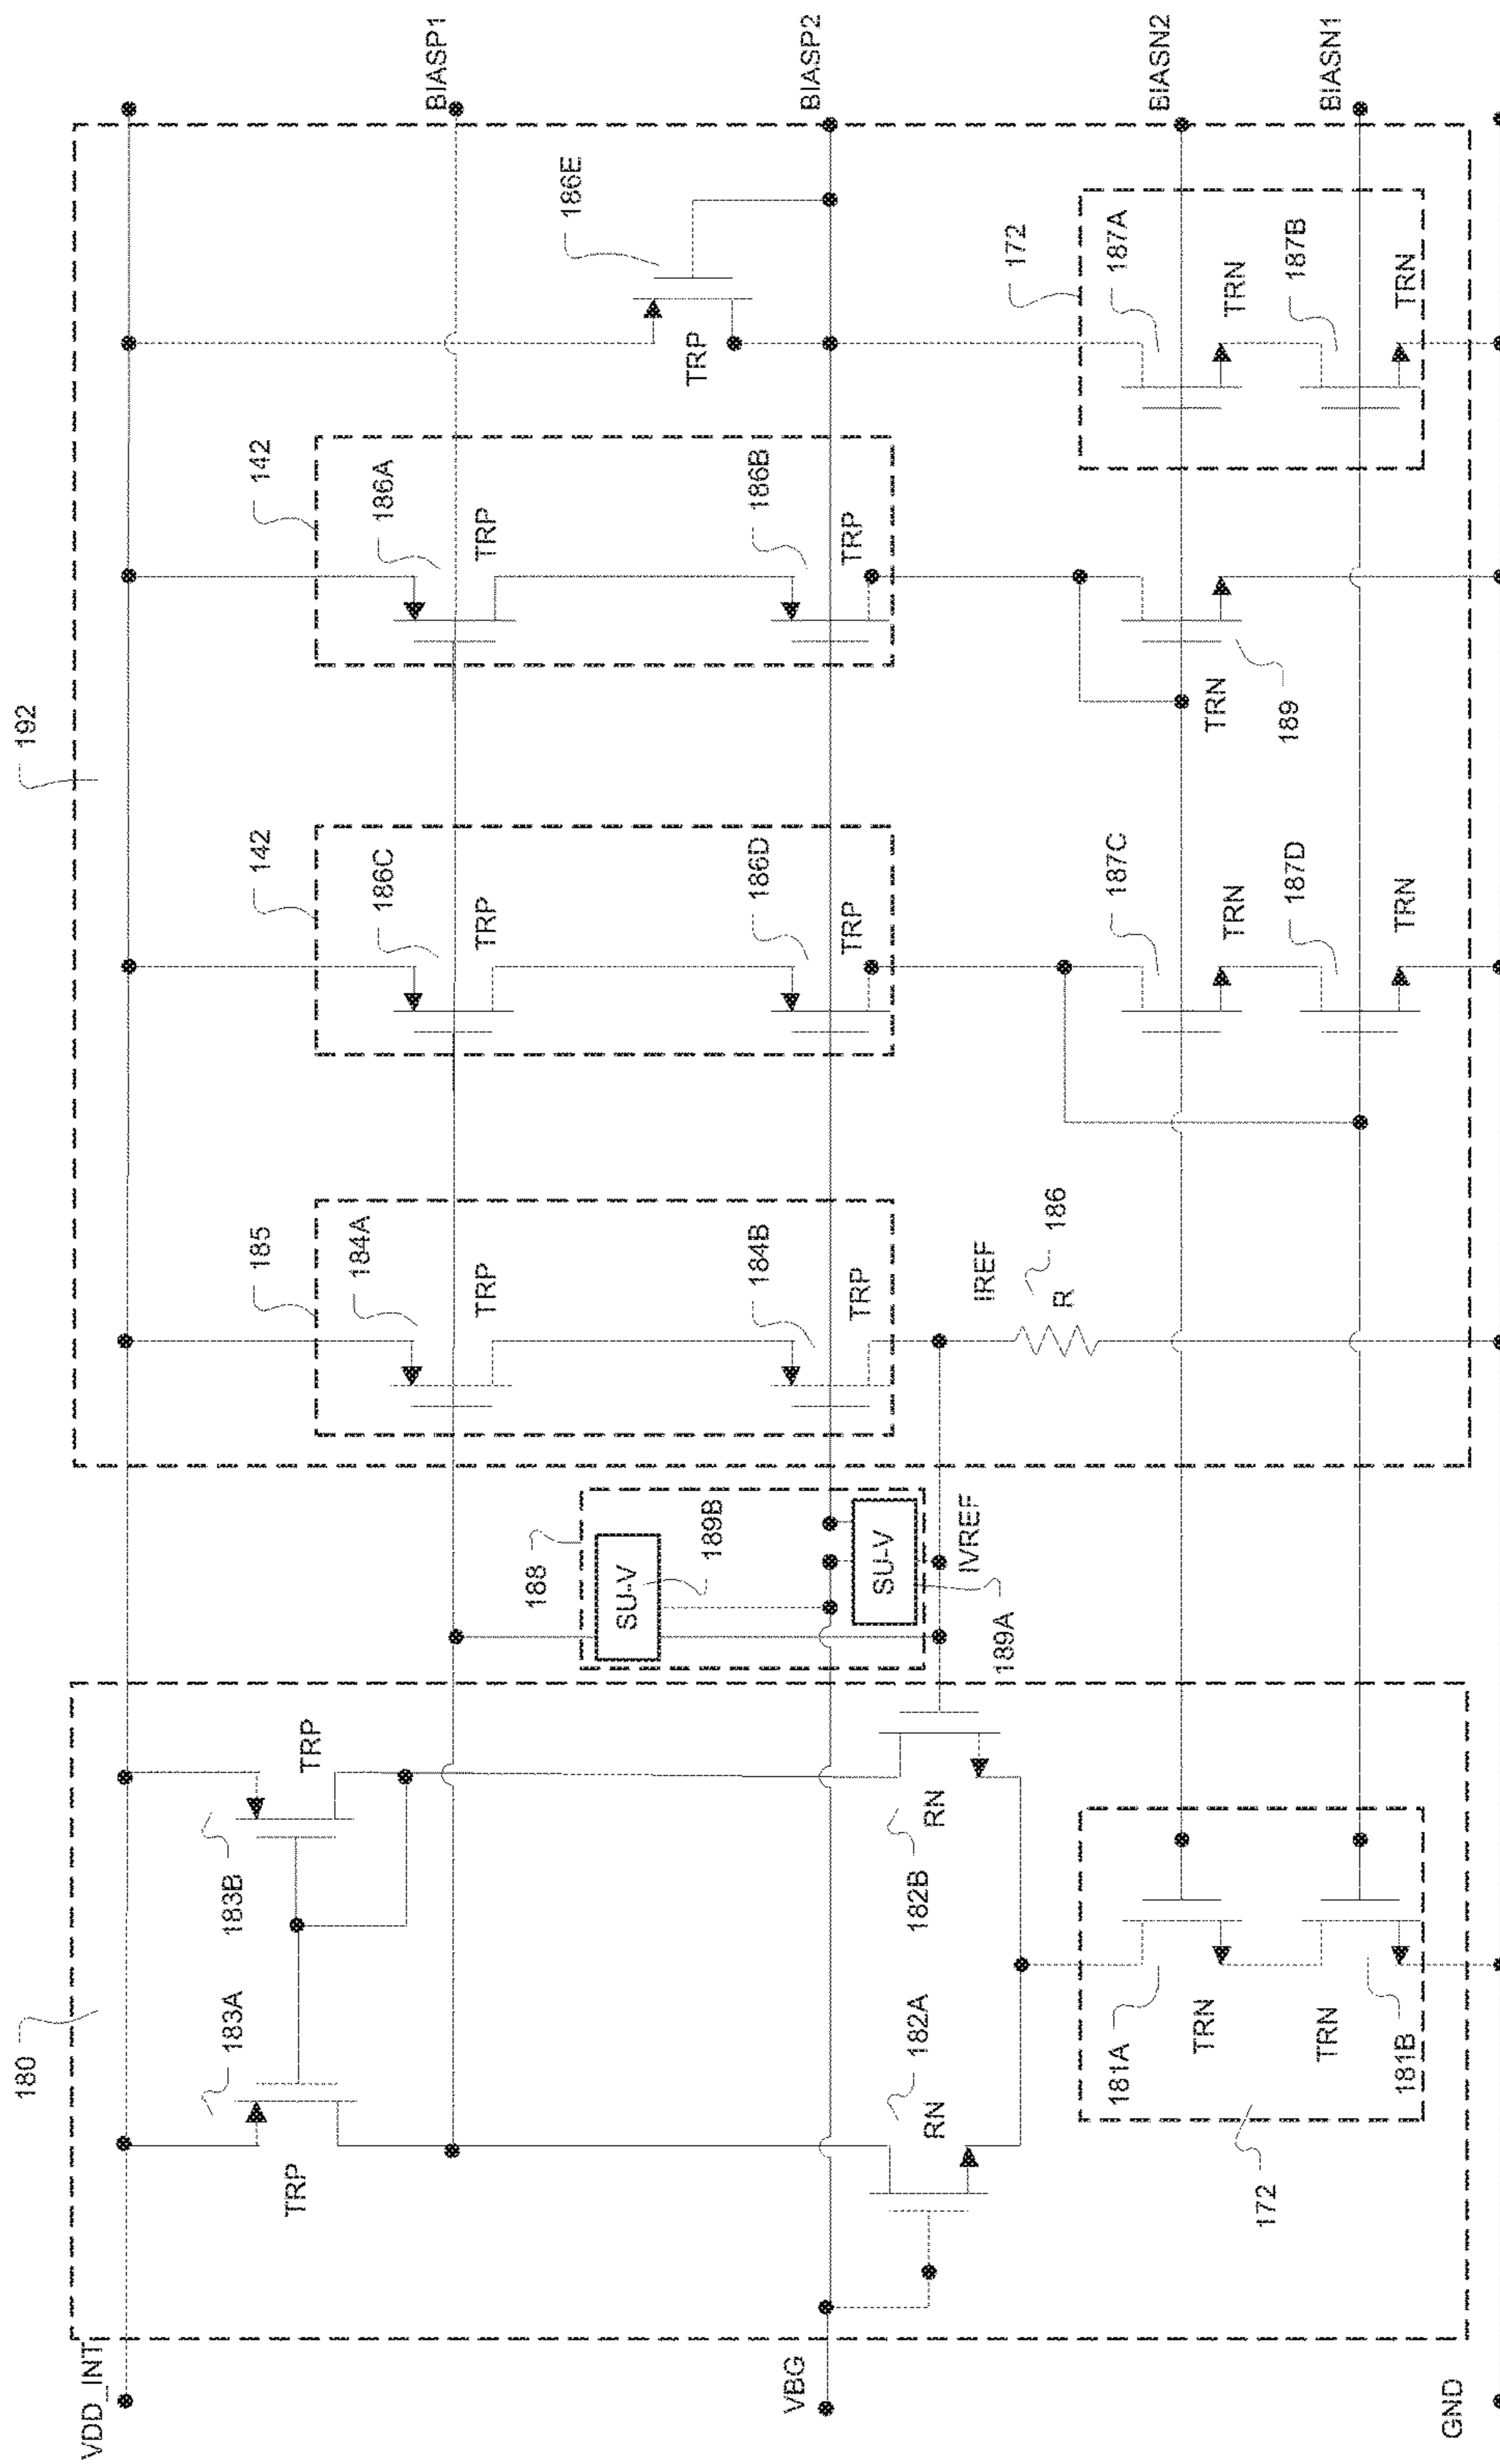 192
180
VDD_INT
VBG
GND
BIASP1
BIASP2
BIASN2
BIASN1
183A
TRP
183B
TRP
182A
RN
182B
RN
181A
TRN
TRN
181B
172
188
SU-V
189B
SU-V
189A
IVREF
185
184A
TRP
184B
TRP
IREF
186
R
142
186C
TRP
186D
TRP
187C
TRN
187D
TRN
142
186A
TRP
186B
TRP
TRN
189
186E
TRP
172
187A
TRN
187B
TRN